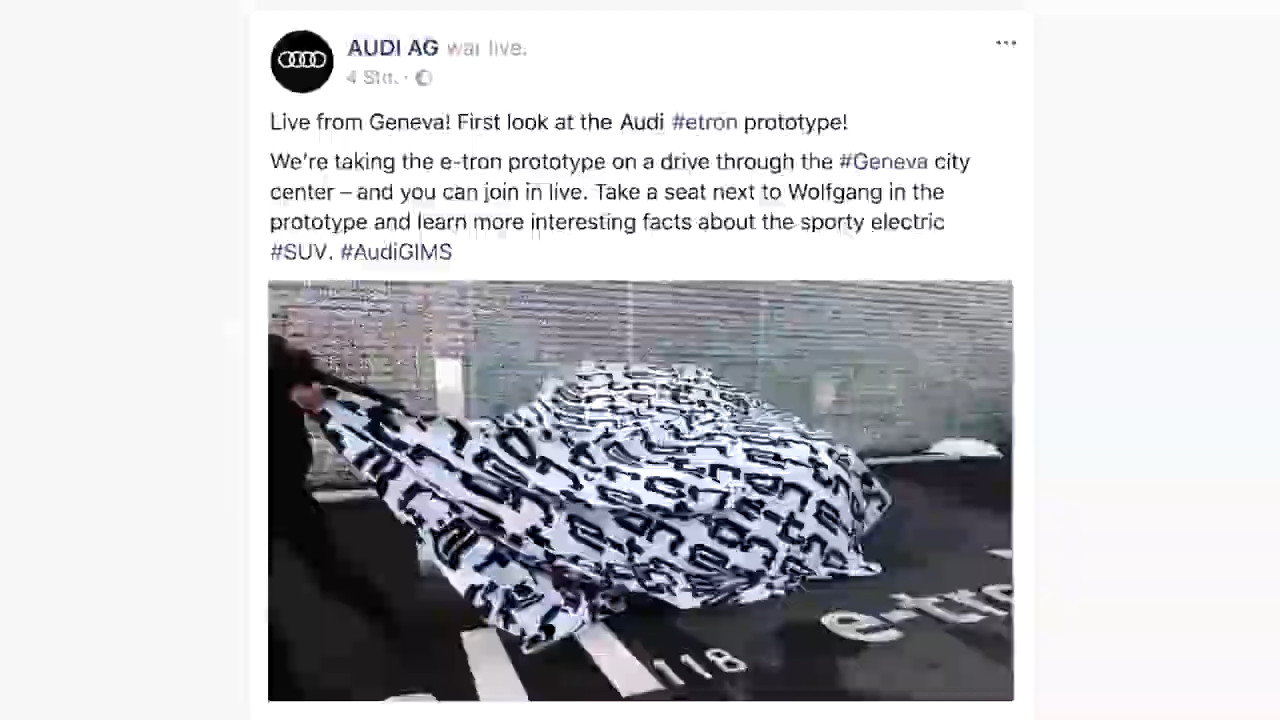 AUDI AG war live.
4 Std. ·
Live from Geneva! First look at the Audi #etron prototype!
We're taking the e-tron prototype on a drive through the #Geneva city
center – and you can join in live. Take a seat next to Wolfgang in the
prototype and learn more interesting facts about the sporty electric
#SUV. #AudiGIMS
e-tro
118